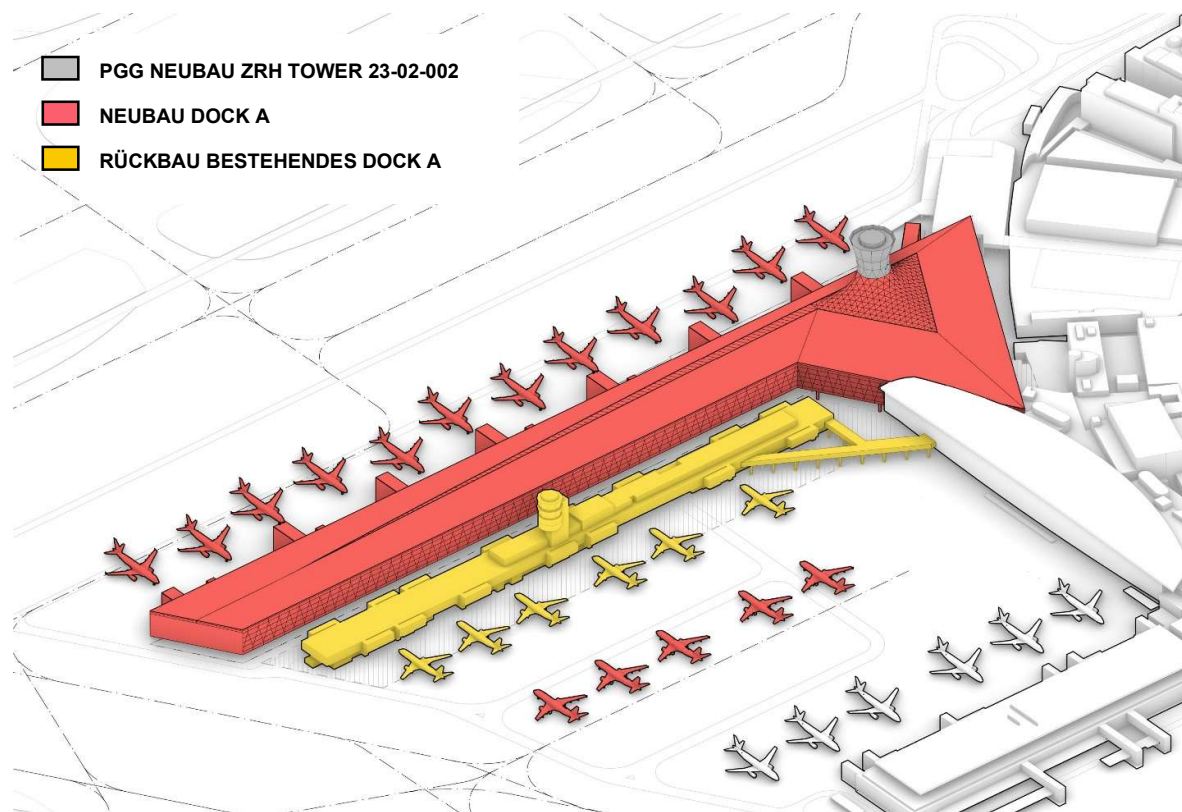 PGG NEUBAU ZRH TOWER 23-02-002
NEUBAU DOCK A
RÜCKBAU BESTEHENDES DOCK A